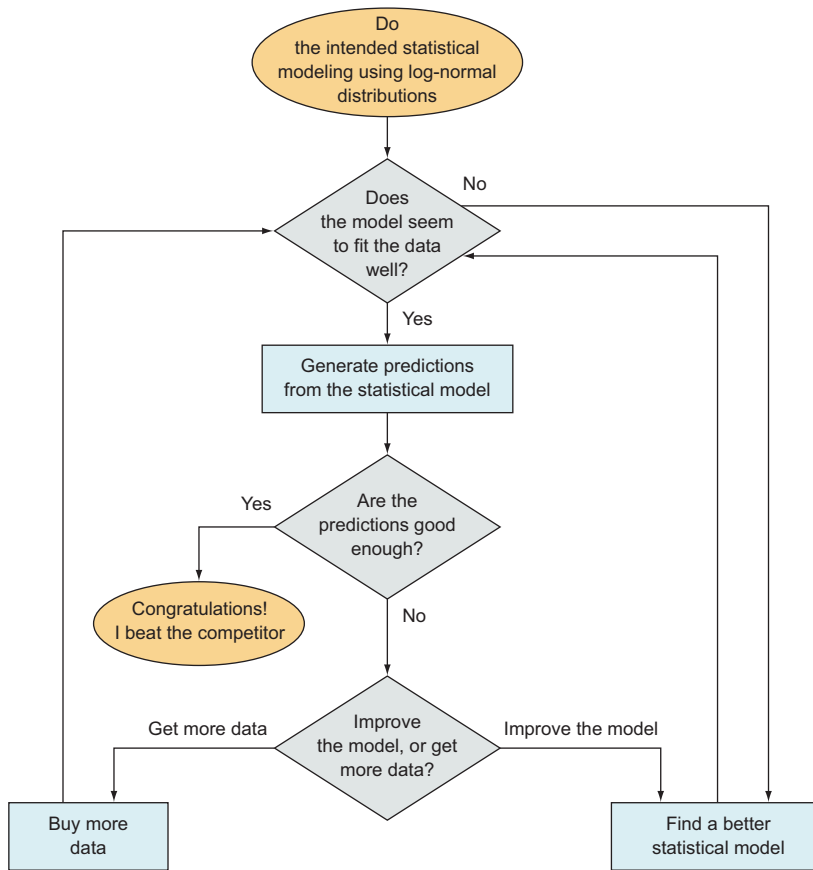 Do
the intended statistical
modeling using log-normal
distributions
No
Does
the model seem
to fit the data
well?
Yes
Generate predictions
from the statistical model
Yes
Are the
predictions good
enough?
Congratulations!
I beat the competitor
No
Get more data
Improve
the model, or get
more data?
Improve the model
Buy more
data
Find a better
statistical model